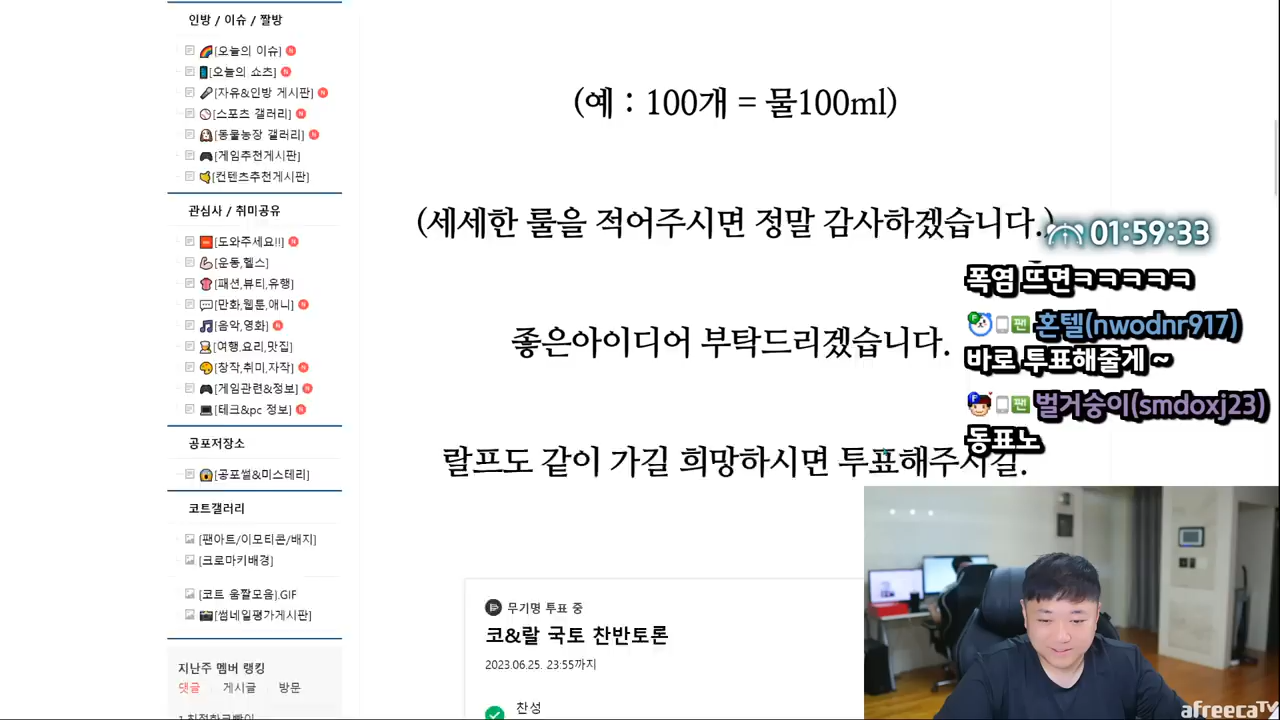 인방 / 이슈 / 짤방
[오늘의 이슈] N
[오늘의 쇼츠] N
[자유&인방 게시판] N
[스포츠 갤러리] N
[동물농장 갤러리] N
[게임추천게시판]
[컨텐츠추천게시판]
관심사 / 취미공유
[도와주세요!!] N
[운동,헬스]
[패션,뷰티,유행]
[만화,웹툰,애니] N
[음악,영화] N
[여행,요리,맛집]
[창작,취미,자작] N
[게임관련&정보] N
[테크&pc 정보] N
공포저장소
[공포썰&미스테리]
코트갤러리
[팬아트/이모티콘/배지]
[크로마키배경]
[코트 움짤모음].GIF
[썸네일평가게시판]
지난주 멤버 랭킹
댓글 게시글 방문
(예 : 100개 = 물100ml)
(세세한 룰을 적어주시면 정말 감사하겠습니다.)
좋은아이디어 부탁드리겠습니다.
랄프도 같이 가길 희망하시면 투표해주시길.
무기명 투표 중
코&랄 국토 찬반토론
2023.06.25. 23:55까지
찬성
01:59:33
폭염 뜨면ㅋㅋㅋㅋㅋ
F 팬 혼텔(nwodnr917)
바로 투표해줄게 ~
F 팬 벌거숭이(smdoxj23)
동표노
afreecaTV